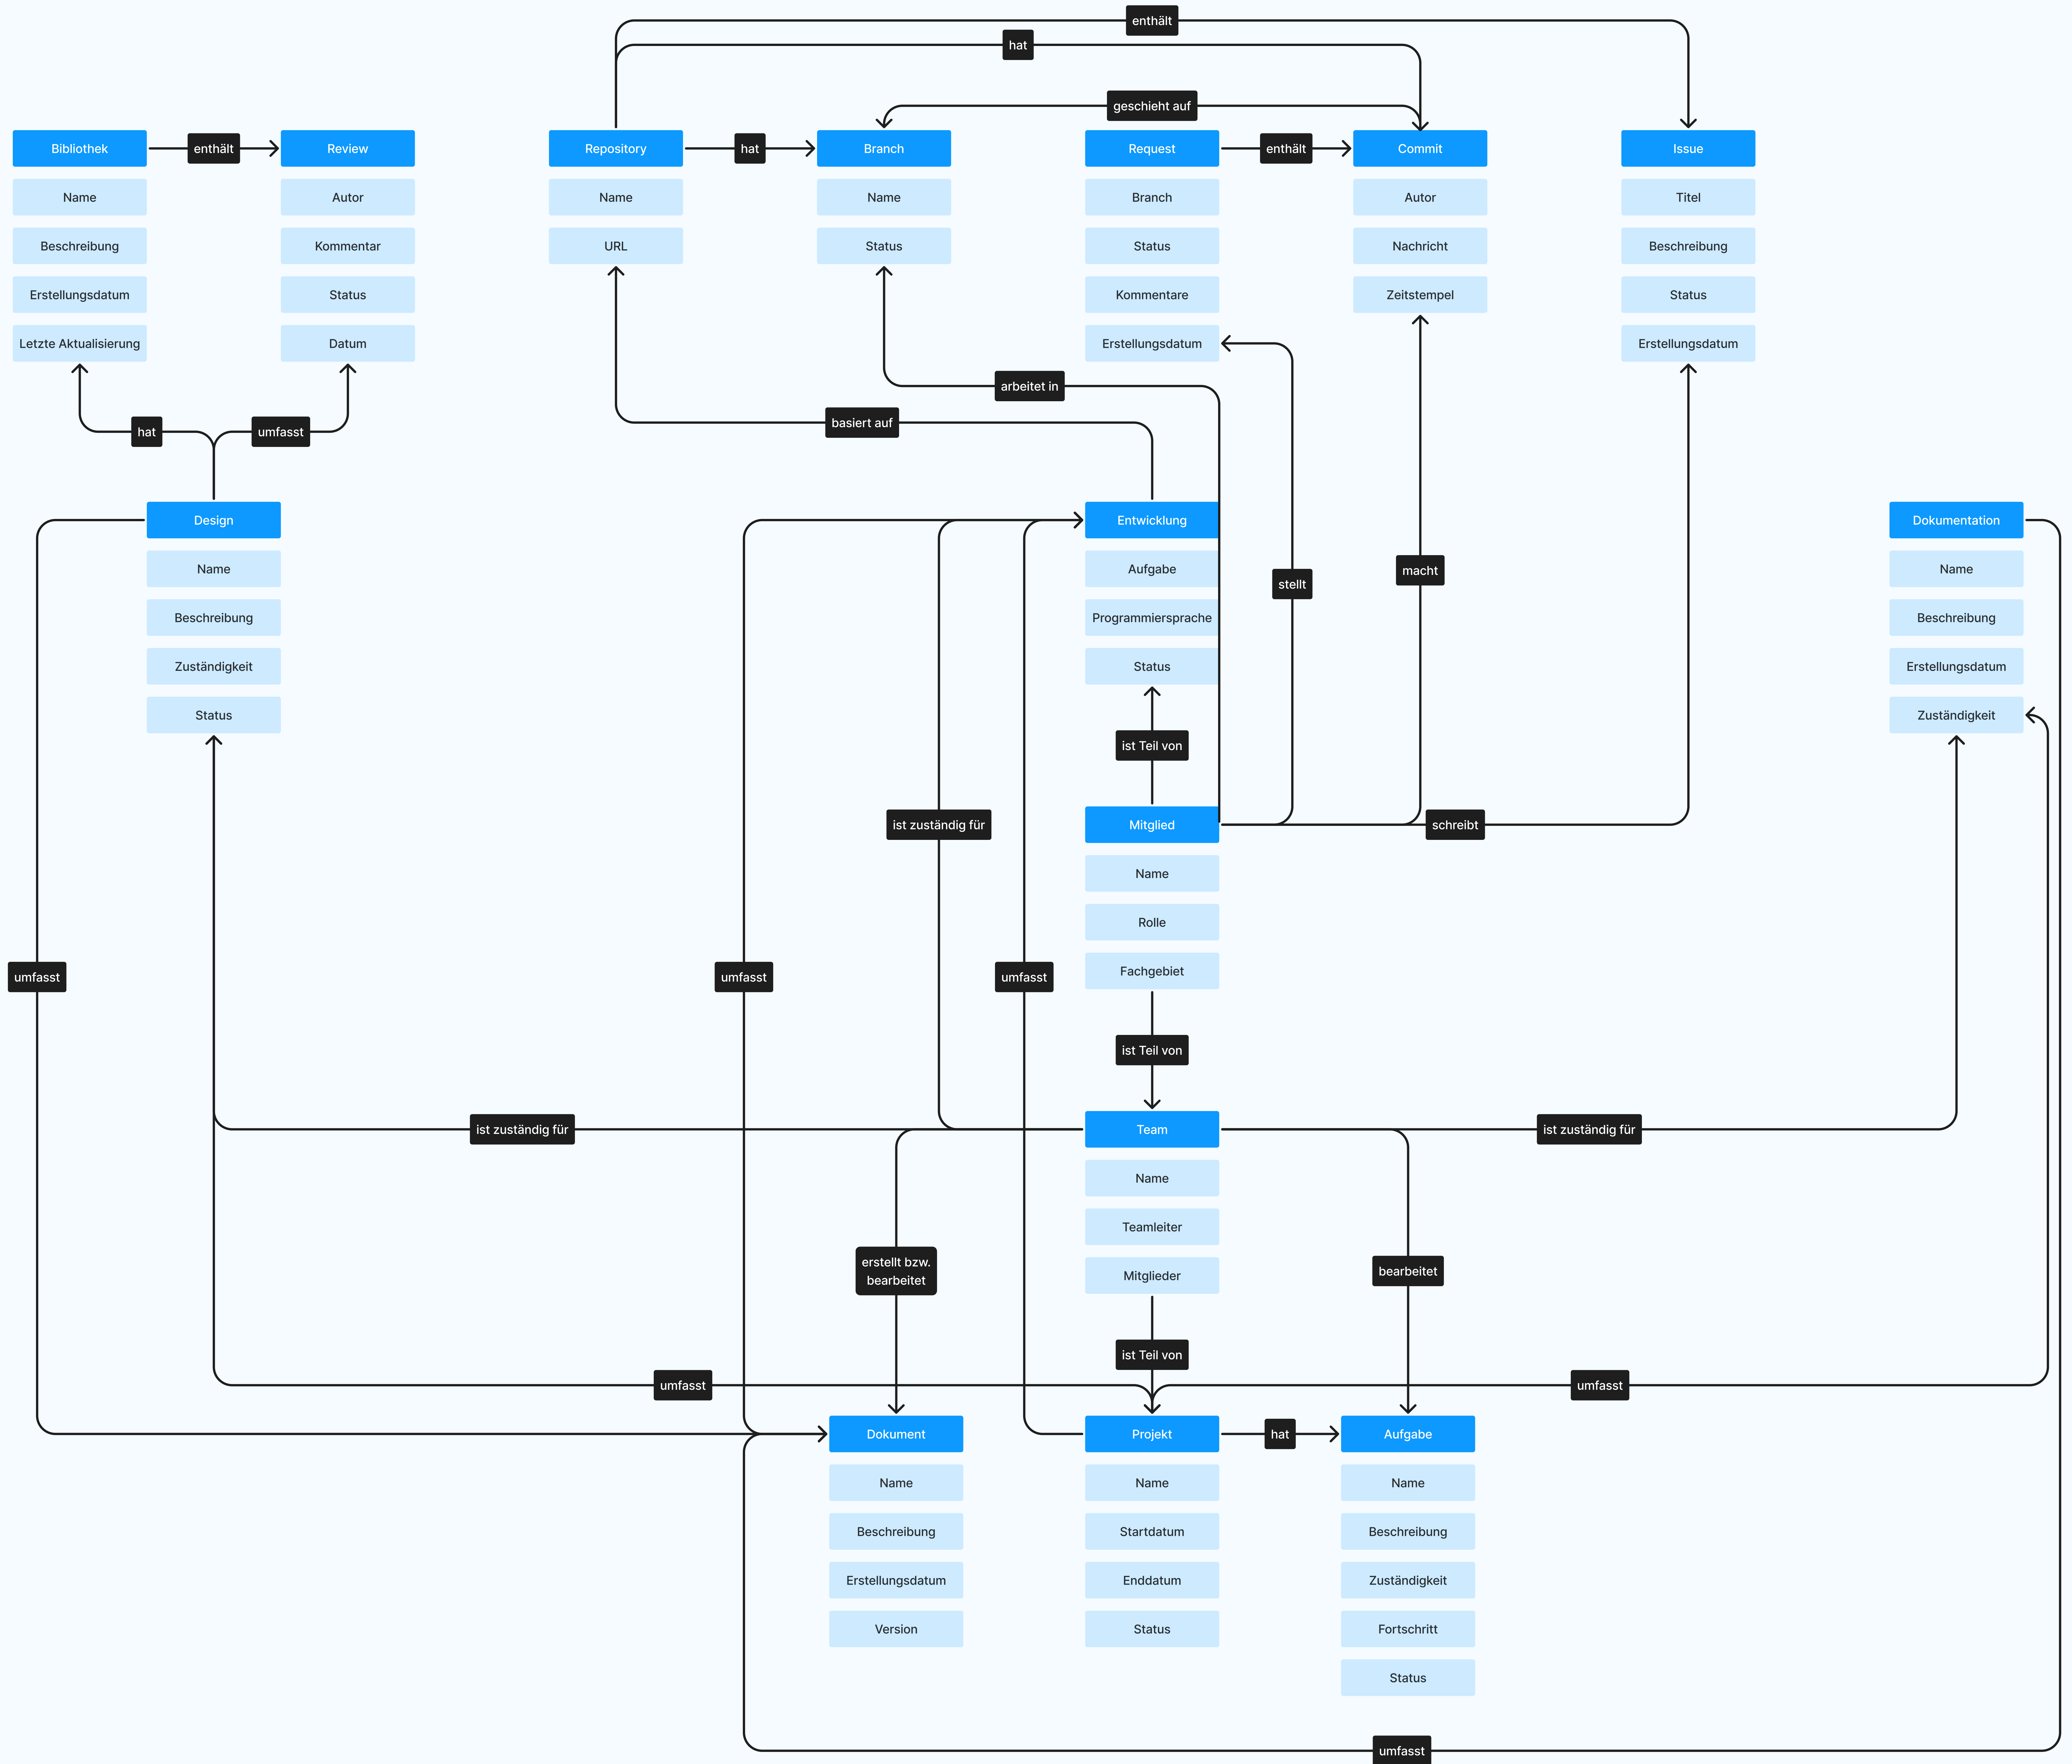 enthält
hat
geschieht auf
Bibliothek
enthält
Review
Repository
hat
Branch
Request
enthält
Commit
Issue
Name
Autor
Name
Name
Branch
Autor
Titel
Beschreibung
Kommentar
URL
Status
Status
Nachricht
Beschreibung
Erstellungsdatum
Status
Kommentare
Zeitstempel
Status
Letzte Aktualisierung
Datum
Erstellungsdatum
Erstellungsdatum
arbeitet in
basiert auf
hat
umfasst
Design
Entwicklung
Dokumentation
Name
Aufgabe
macht
Name
stellt
Beschreibung
Programmiersprache
Beschreibung
Zuständigkeit
Status
Erstellungsdatum
Status
Zuständigkeit
ist Teil von
ist zuständig für
Mitglied
schreibt
Name
Rolle
Fachgebiet
umfasst
umfasst
umfasst
ist Teil von
ist zuständig für
Team
ist zuständig für
Name
Teamleiter
erstellt bzw.
bearbeitet
Mitglieder
bearbeitet
ist Teil von
umfasst
umfasst
Dokument
Projekt
hat
Aufgabe
Name
Name
Name
Beschreibung
Startdatum
Beschreibung
Erstellungsdatum
Enddatum
Zuständigkeit
Version
Status
Fortschritt
Status
umfasst